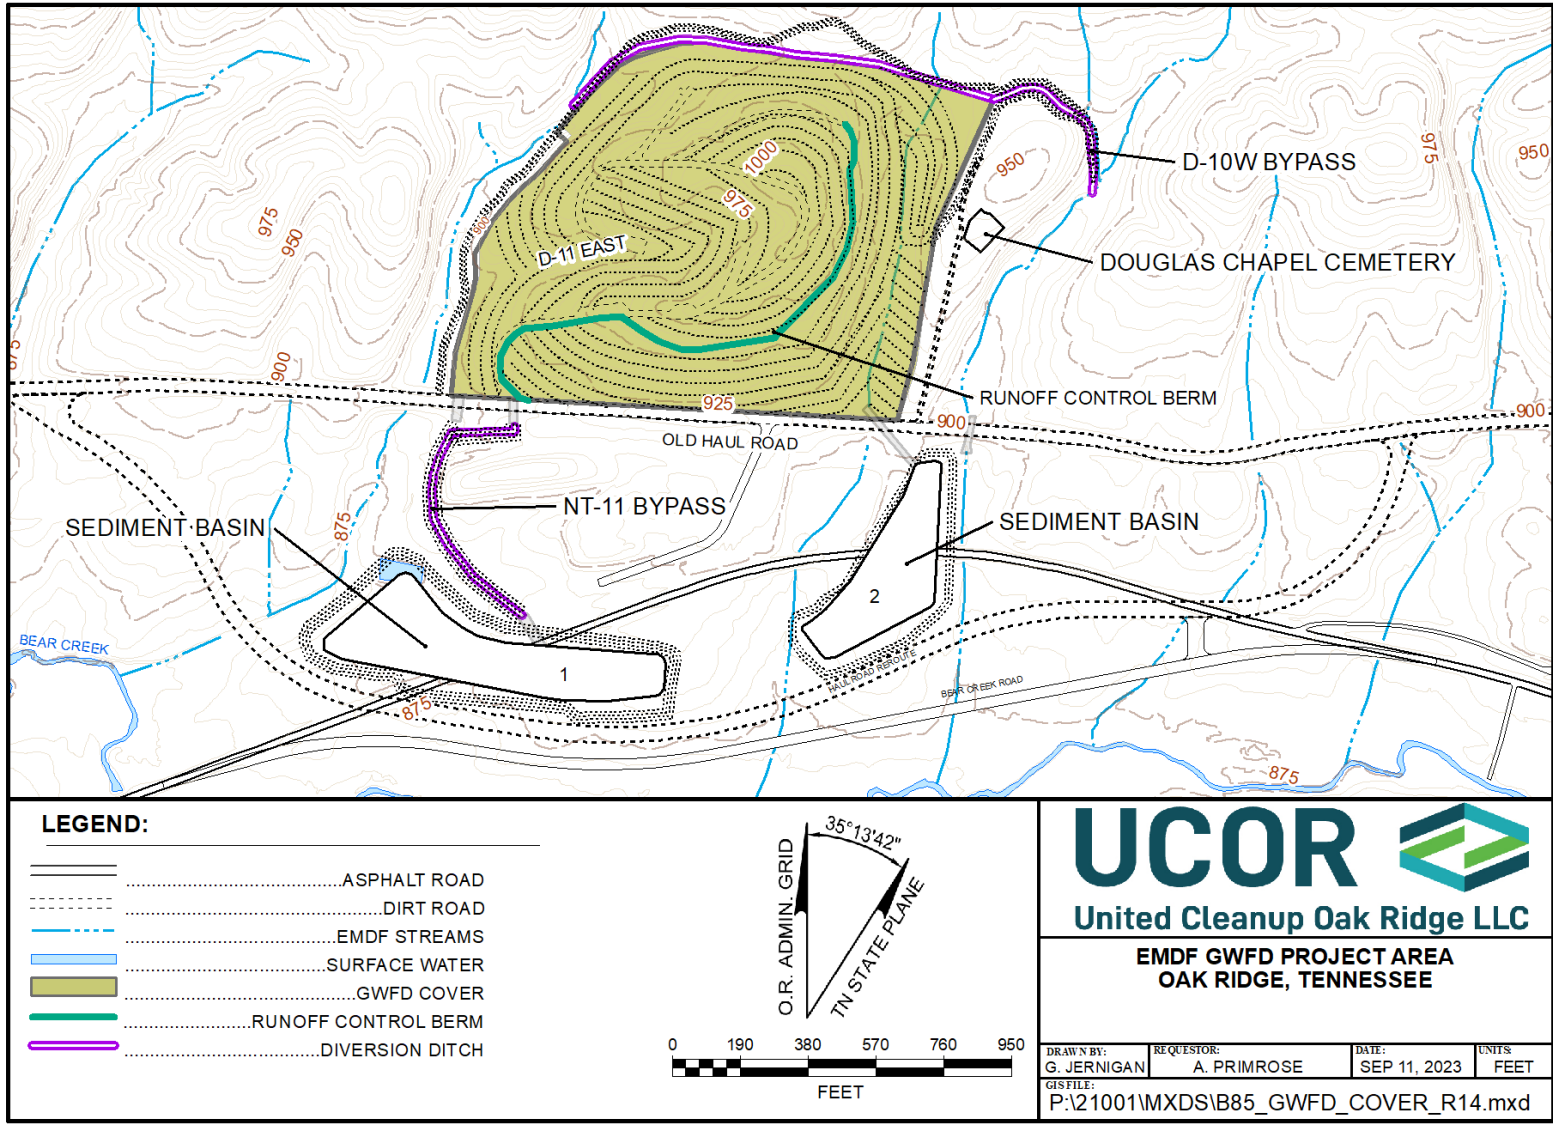 1000
975
950
D-10W BYPASS
975
950
975
950
900
D-11 EAST
DOUGLAS CHAPEL CEMETERY
875
900
925
RUNOFF CONTROL BERM
900
900
OLD HAUL ROAD
NT-11 BYPASS
SEDIMENT BASIN
875
SEDIMENT BASIN
2
BEAR CREEK
1
HAUL ROAD REROUTE
BEAR CREEK ROAD
875
875
LEGEND:
ASPHALT ROAD
DIRT ROAD
EMDF STREAMS
SURFACE WATER
GWFD COVER
RUNOFF CONTROL BERM
DIVERSION DITCH
35°13'42"
O.R. ADMIN. GRID
TN STATE PLANE
0 190 380 570 760 950
FEET
UCOR
United Cleanup Oak Ridge LLC
EMDF GWFD PROJECT AREA
OAK RIDGE, TENNESSEE
DRAWN BY: REQUESTOR: DATE: UNITS:
G. JERNIGAN A. PRIMROSE SEP 11, 2023 FEET
GIS FILE:
P:\21001\MXDS\B85_GWFD_COVER_R14.mxd